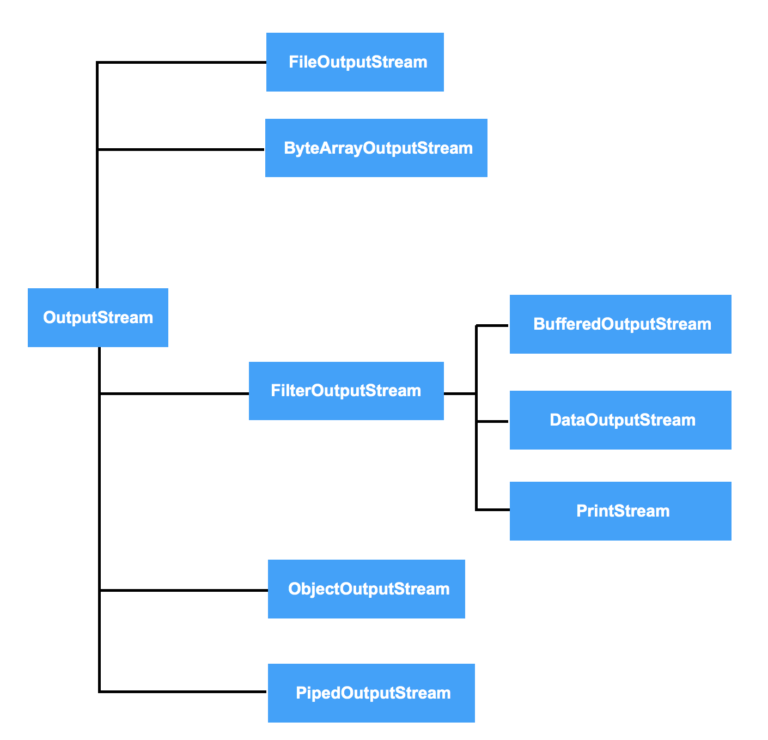 FileOutputStream
ByteArrayOutputStream
OutputStream
FilterOutputStream
BufferedOutputStream
DataOutputStream
PrintStream
ObjectOutputStream
PipedOutputStream